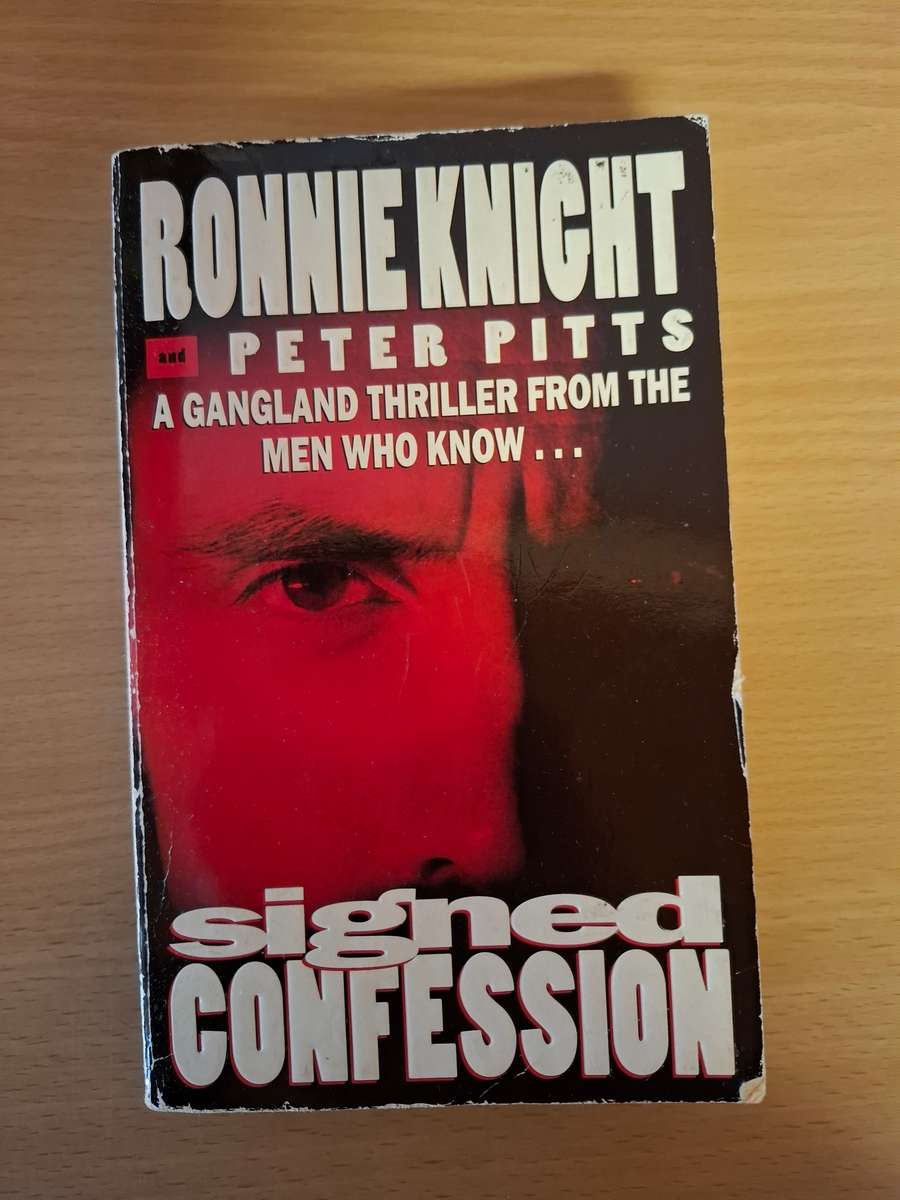 RONNIE KNIGHT
and PETER PITTS
A GANGLAND THRILLER FROM THE
MEN WHO KNOW . . .
signed
CONFESSION